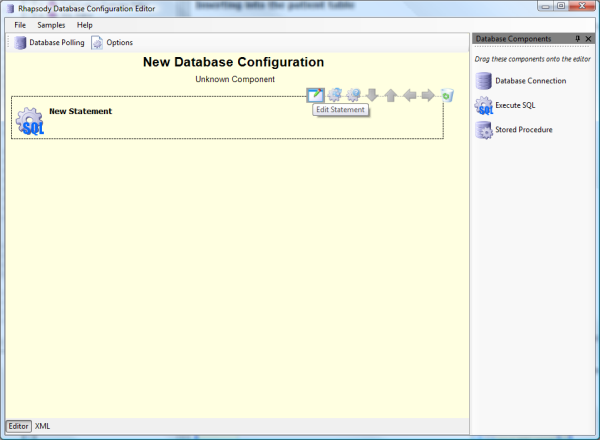 Inserting into the patient table
Rhapsody Database Configuration Editor
File Samples Help
Database Polling Options
New Database Configuration
Unknown Component
Edit Statement
New Statement
SQL
Editor XML
Database Components
Drag these components onto the editor
Database Connection
SQL Execute SQL
Stored Procedure